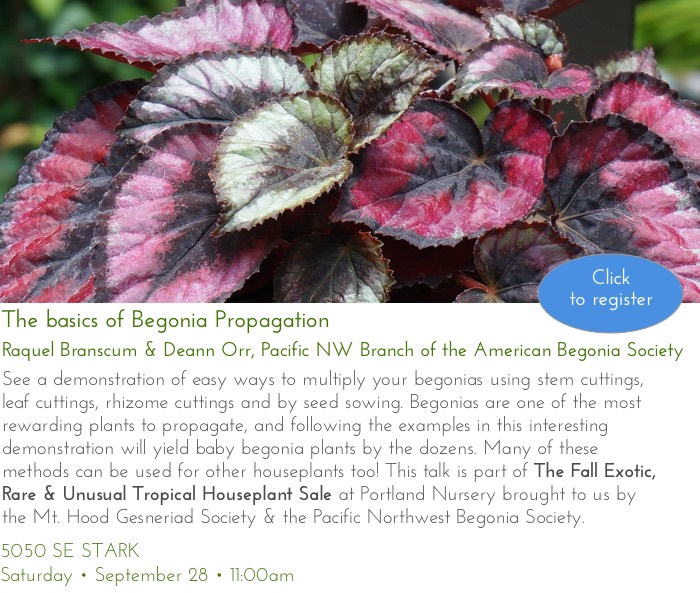 Click
to register
The basics of Begonia Propagation
Raquel Branscum & Deann Orr, Pacific NW Branch of the American Begonia Society
See a demonstration of easy ways to multiply your begonias using stem cuttings,
leaf cuttings, rhizome cuttings and by seed sowing. Begonias are one of the most
rewarding plants to propagate, and following the examples in this interesting
demonstration will yield baby begonia plants by the dozens. Many of these
methods can be used for other houseplants too! This talk is part of The Fall Exotic,
Rare & Unusual Tropical Houseplant Sale at Portland Nursery brought to us by
the Mt. Hood Gesneriad Society & the Pacific Northwest Begonia Society.
5050 SE STARK
Saturday • September 28 • 11:00am